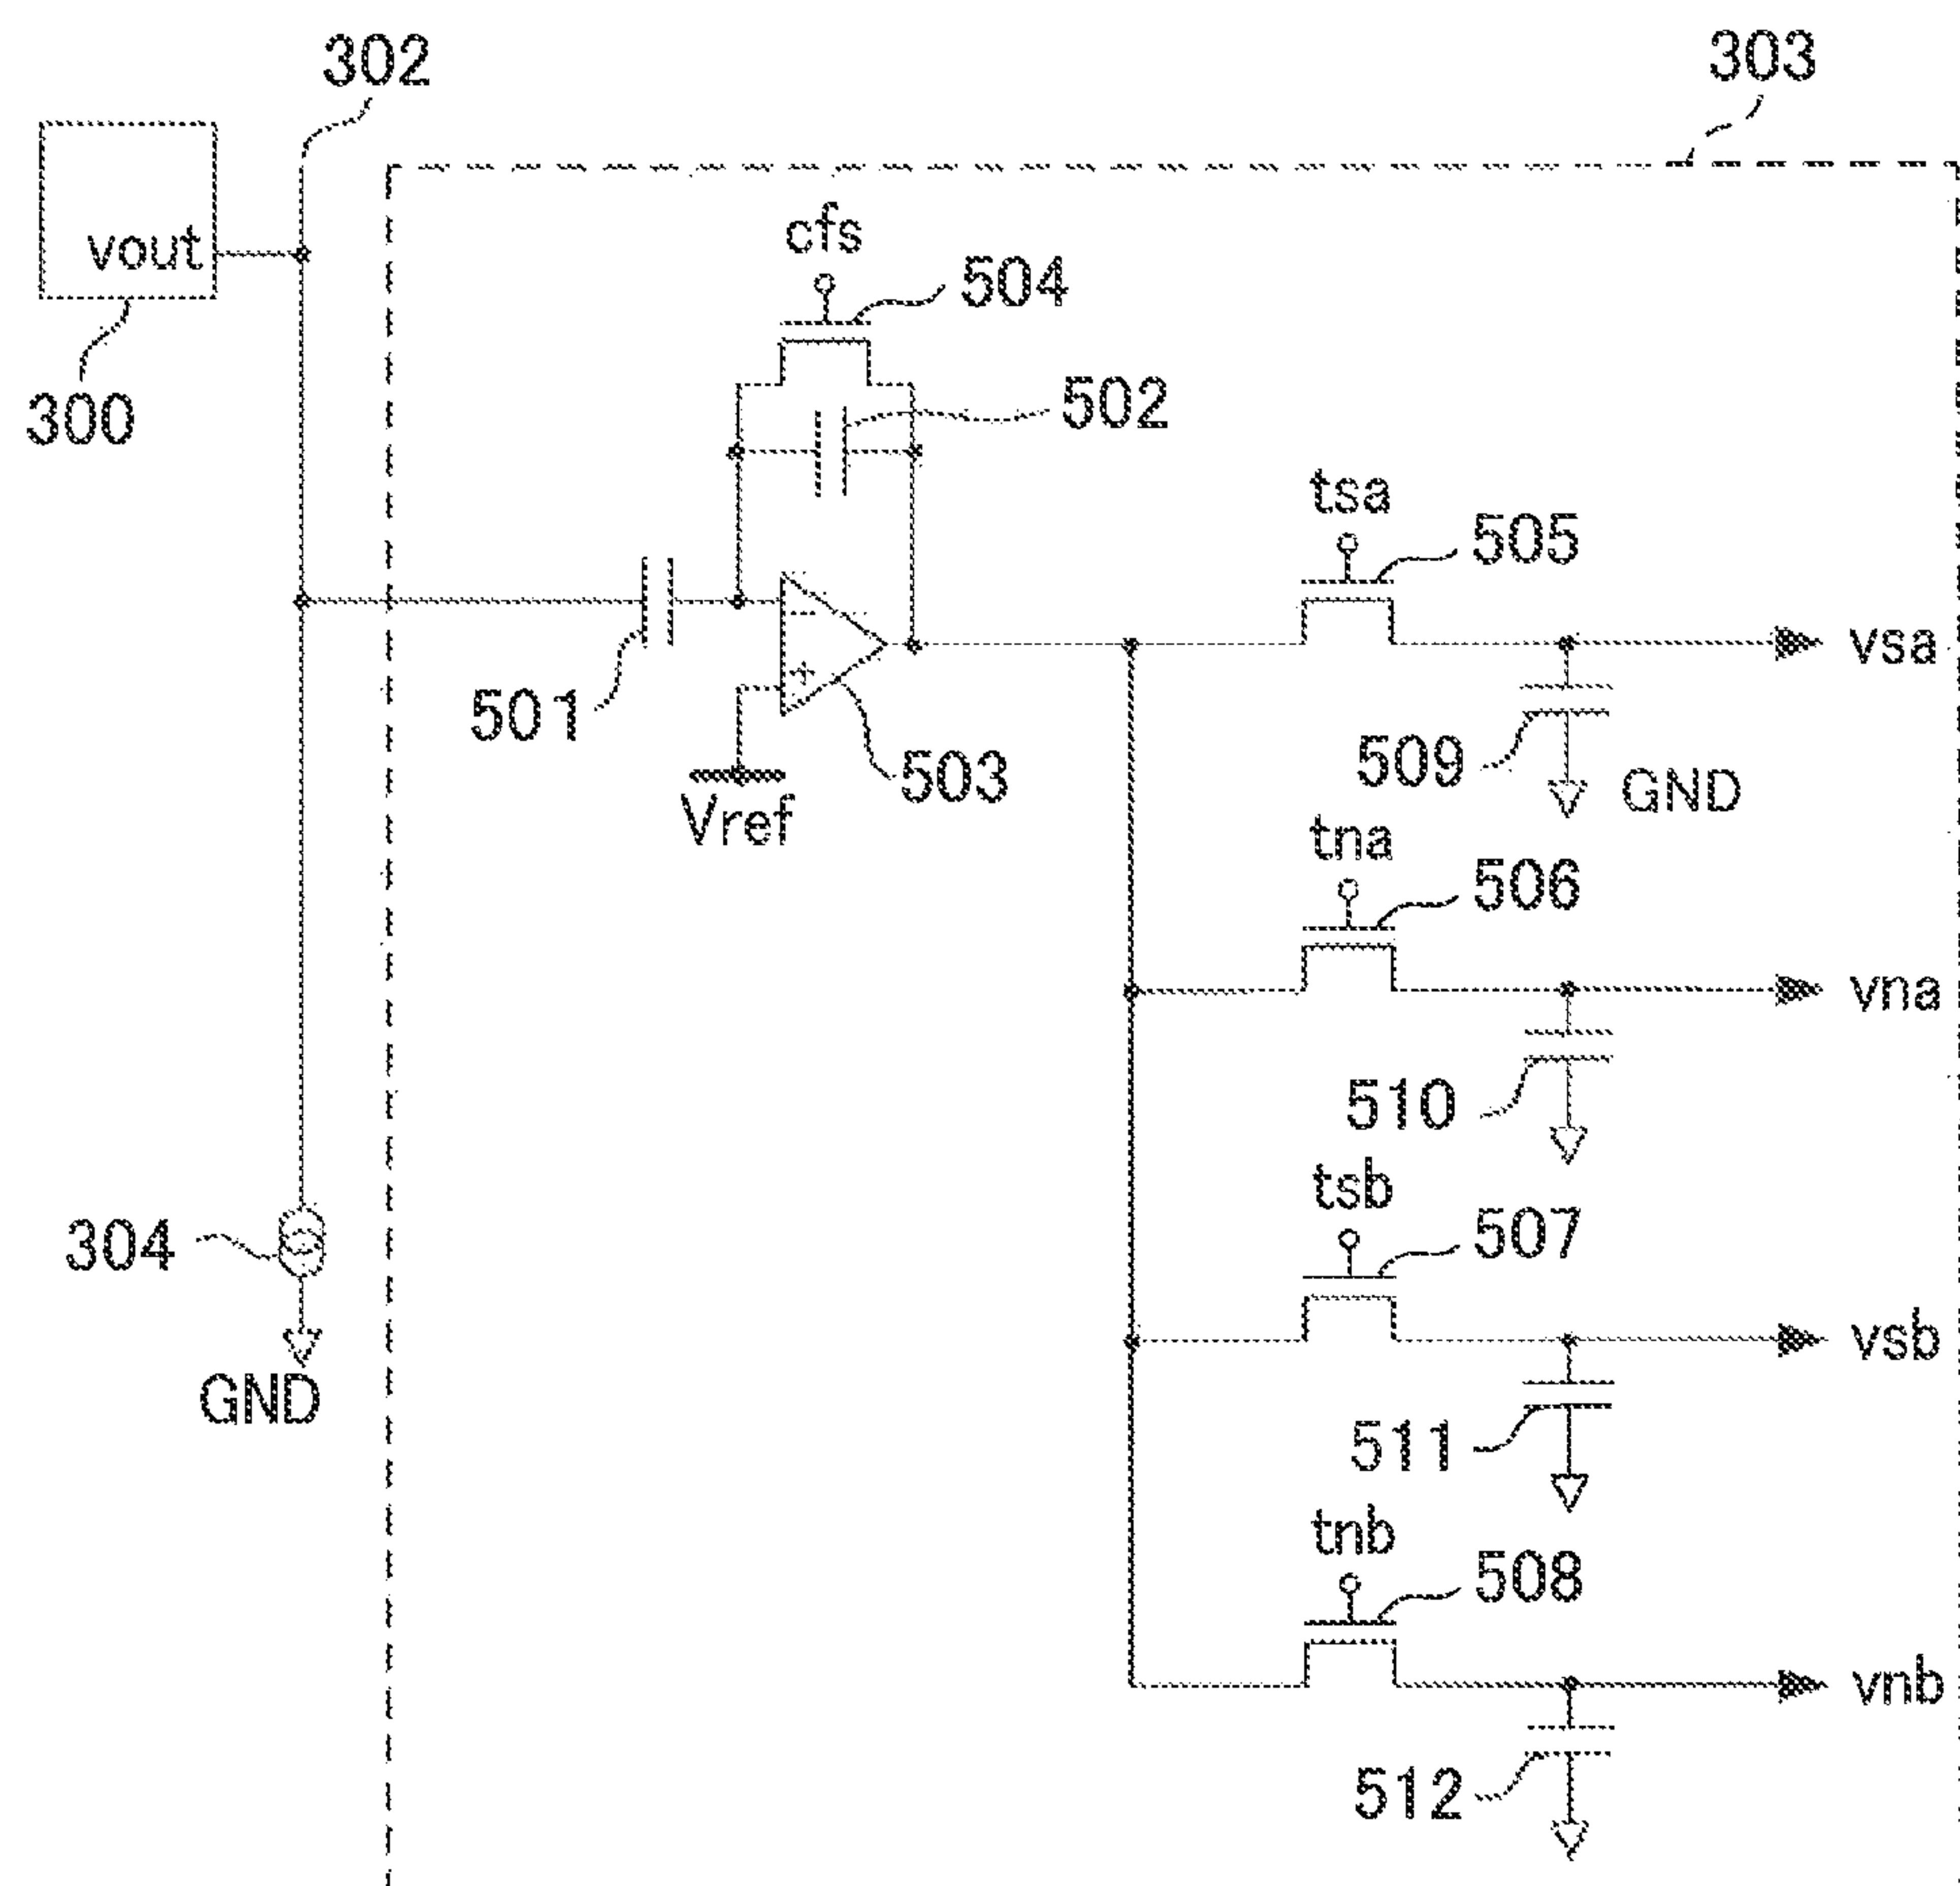 302
303
vout
300
cfs
504
502
tsa
505
501
vsa
503
509
GND
Vref
tna
506
vna
510
tsb
507
304
vsb
GND
511
tnb
508
vnb
512